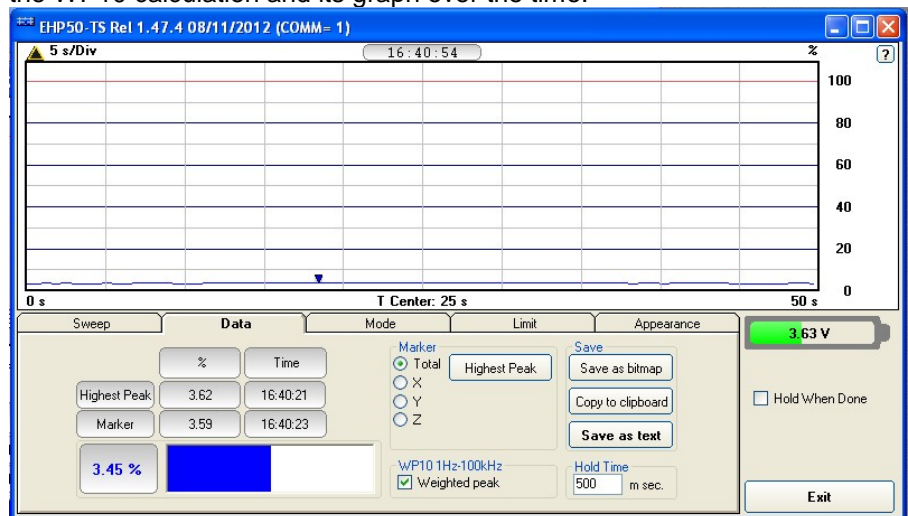 the WP10 calculation and its graph over the time.
EHP50-TS Rel 1.47.4 08/11/2012 (COMM= 1)
5 s/Div 16:40:54 % ?
100
80
60
40
20
0
0 s T Center: 25 s 50 s
Sweep Data Mode Limit Appearance
3.63 V
% Time
Highest Peak 3.62 16:40:21
Marker 3.59 16:40:23
3.45 %
Marker
Total Highest Peak
X
Y
Z
WP10 1Hz-100kHz
Weighted peak
Save
Save as bitmap
Copy to clipboard
Save as text
Hold Time
500 m sec.
Hold When Done
Exit